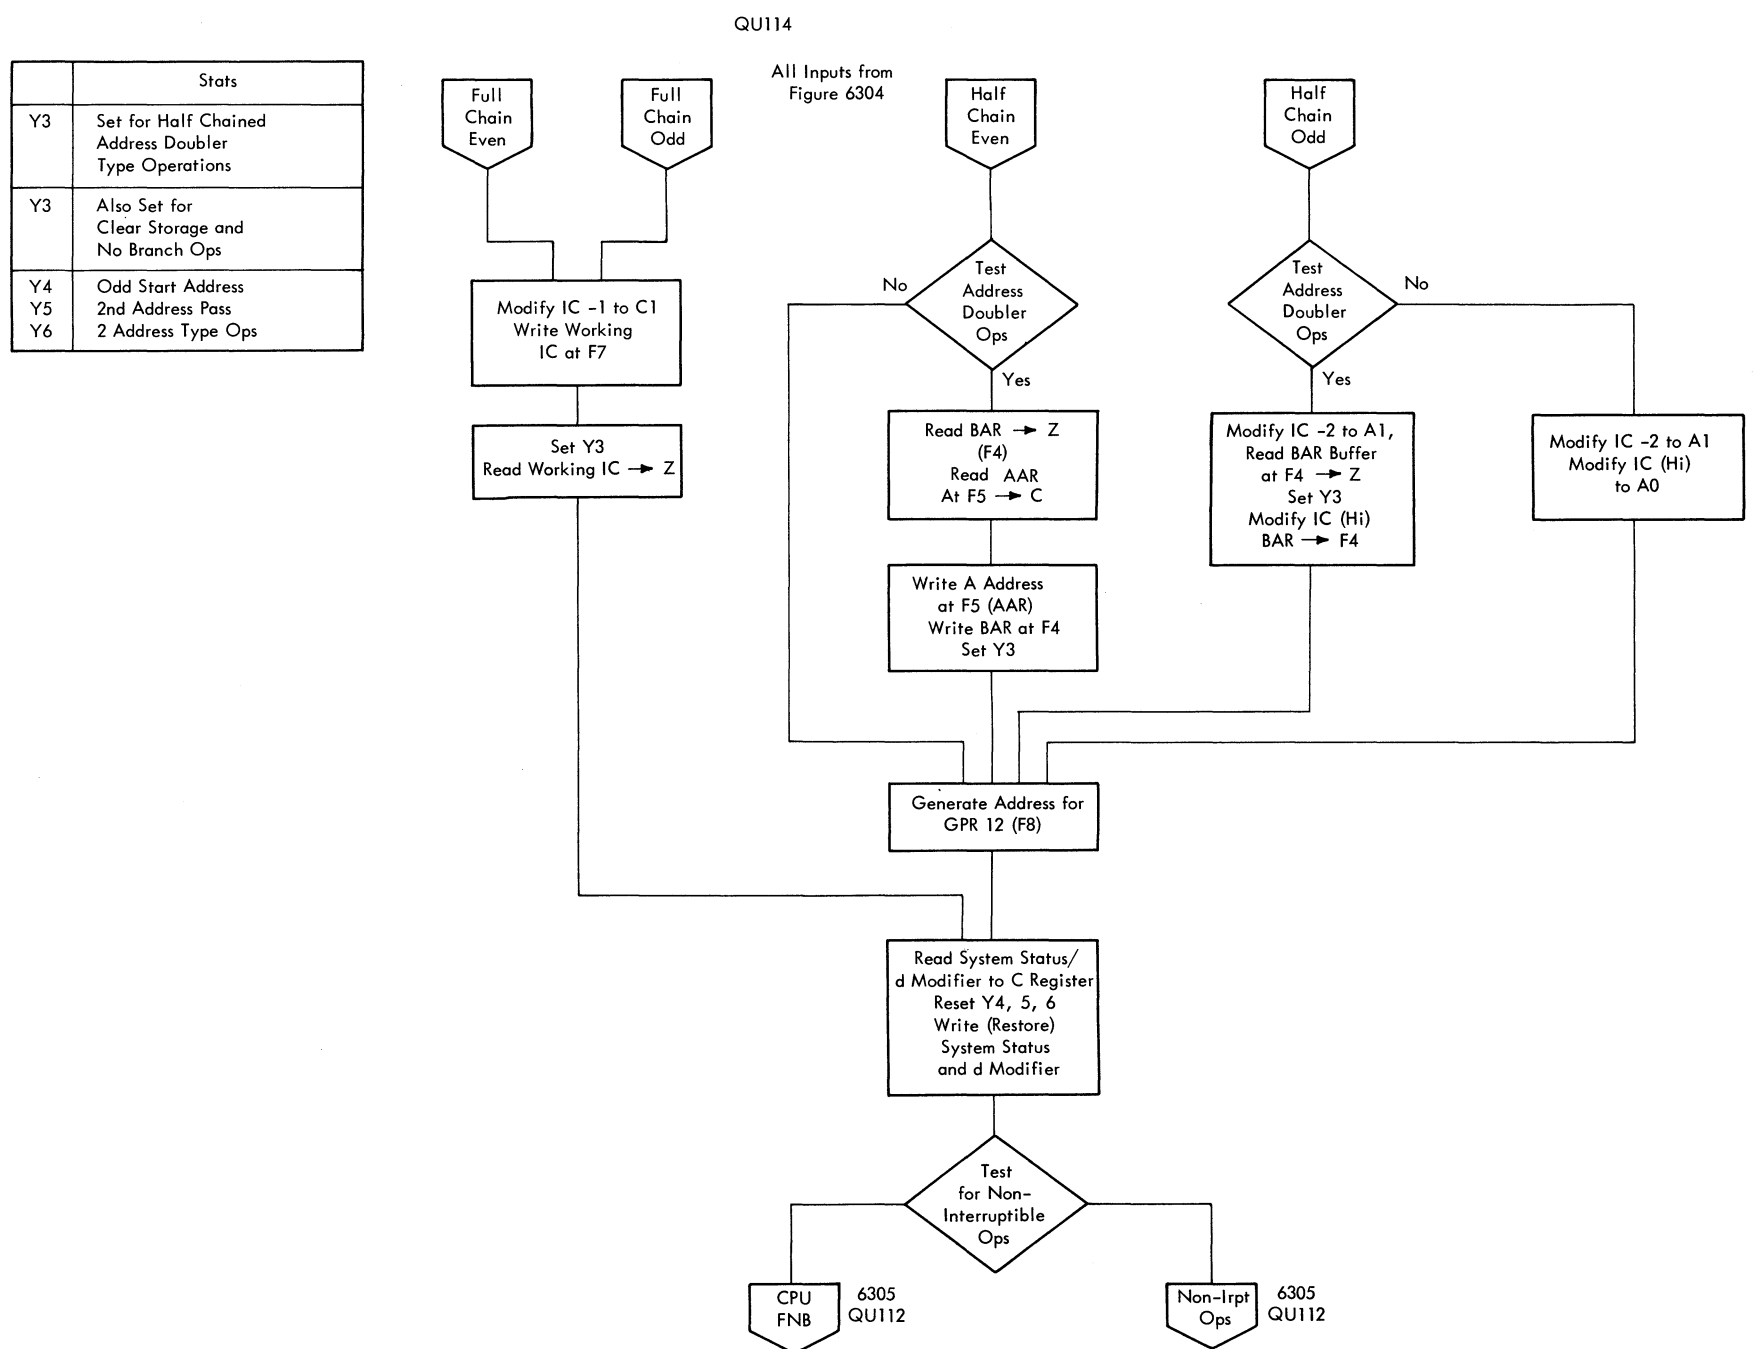 QU114
Stats
Y3
Set for Half Chained
Address Doubler
Type Operations
Y3
Also Set for
Clear Storage and
No Branch Ops
Y4
Odd Start Address
Y5
2nd Address Pass
Y6
2 Address Type Ops
Full
Chain
Even
Full
Chain
Odd
All Inputs from
Figure 6304
Half
Chain
Even
Half
Chain
Odd
Modify IC -1 to C1
Write Working
IC at F7
Set Y3
Read Working IC → Z
No
Test
Address
Doubler
Ops
Yes
Read BAR → Z
(F4)
Read AAR
At F5 → C
Write A Address
at F5 (AAR)
Write BAR at F4
Set Y3
Test
Address
Doubler
Ops
No
Yes
Modify IC -2 to A1,
Read BAR Buffer
at F4 → Z
Set Y3
Modify IC (Hi)
BAR → F4
Modify IC -2 to A1
Modify IC (Hi)
to A0
Generate Address for
GPR 12 (F8)
Read System Status/
d Modifier to C Register
Reset Y4, 5, 6
Write (Restore)
System Status
and d Modifier
Test
for Non-
Interruptible
Ops
CPU
FNB
6305
QU112
Non-Irpt
Ops
6305
QU112